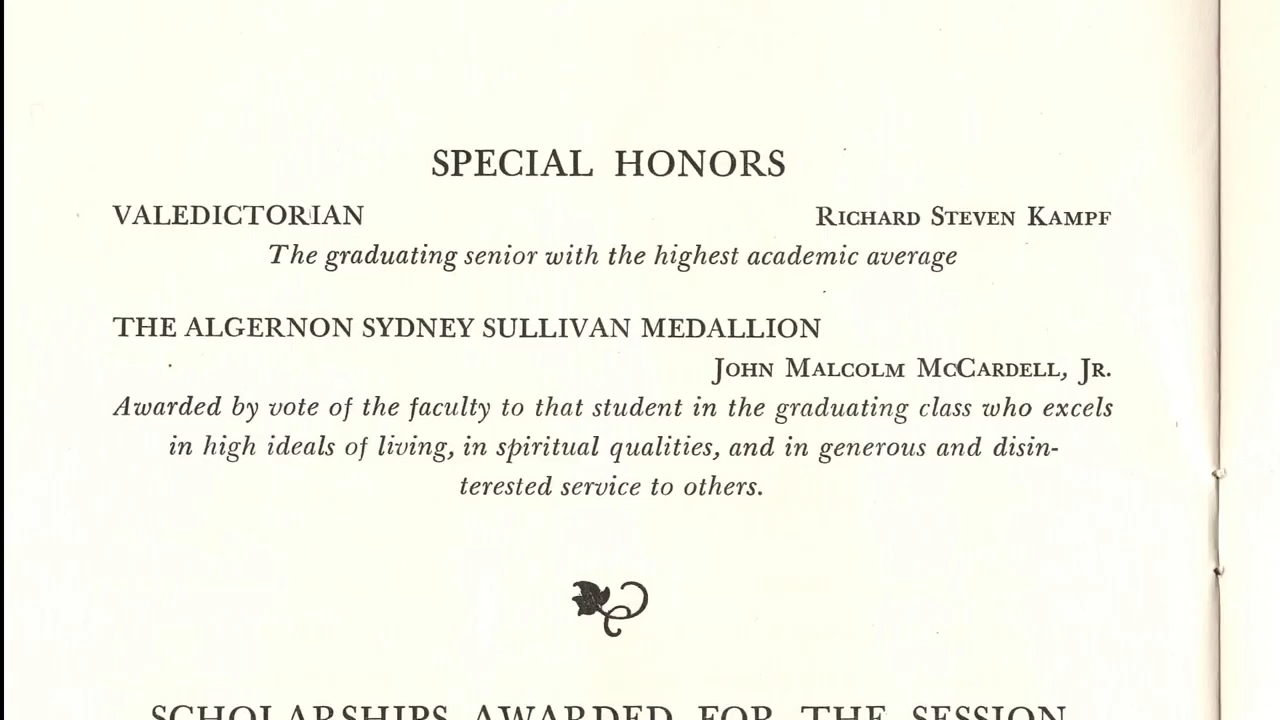 SPECIAL HONORS
VALEDICTORIAN RICHARD STEVEN KAMPF
The graduating senior with the highest academic average
THE ALGERNON SYDNEY SULLIVAN MEDALLION
JOHN MALCOLM MCCARDELL, JR.
Awarded by vote of the faculty to that student in the graduating class who excels
in high ideals of living, in spiritual qualities, and in generous and disin-
terested service to others.
SCHOLARSHIPS AWARDED FOR THE SESSION